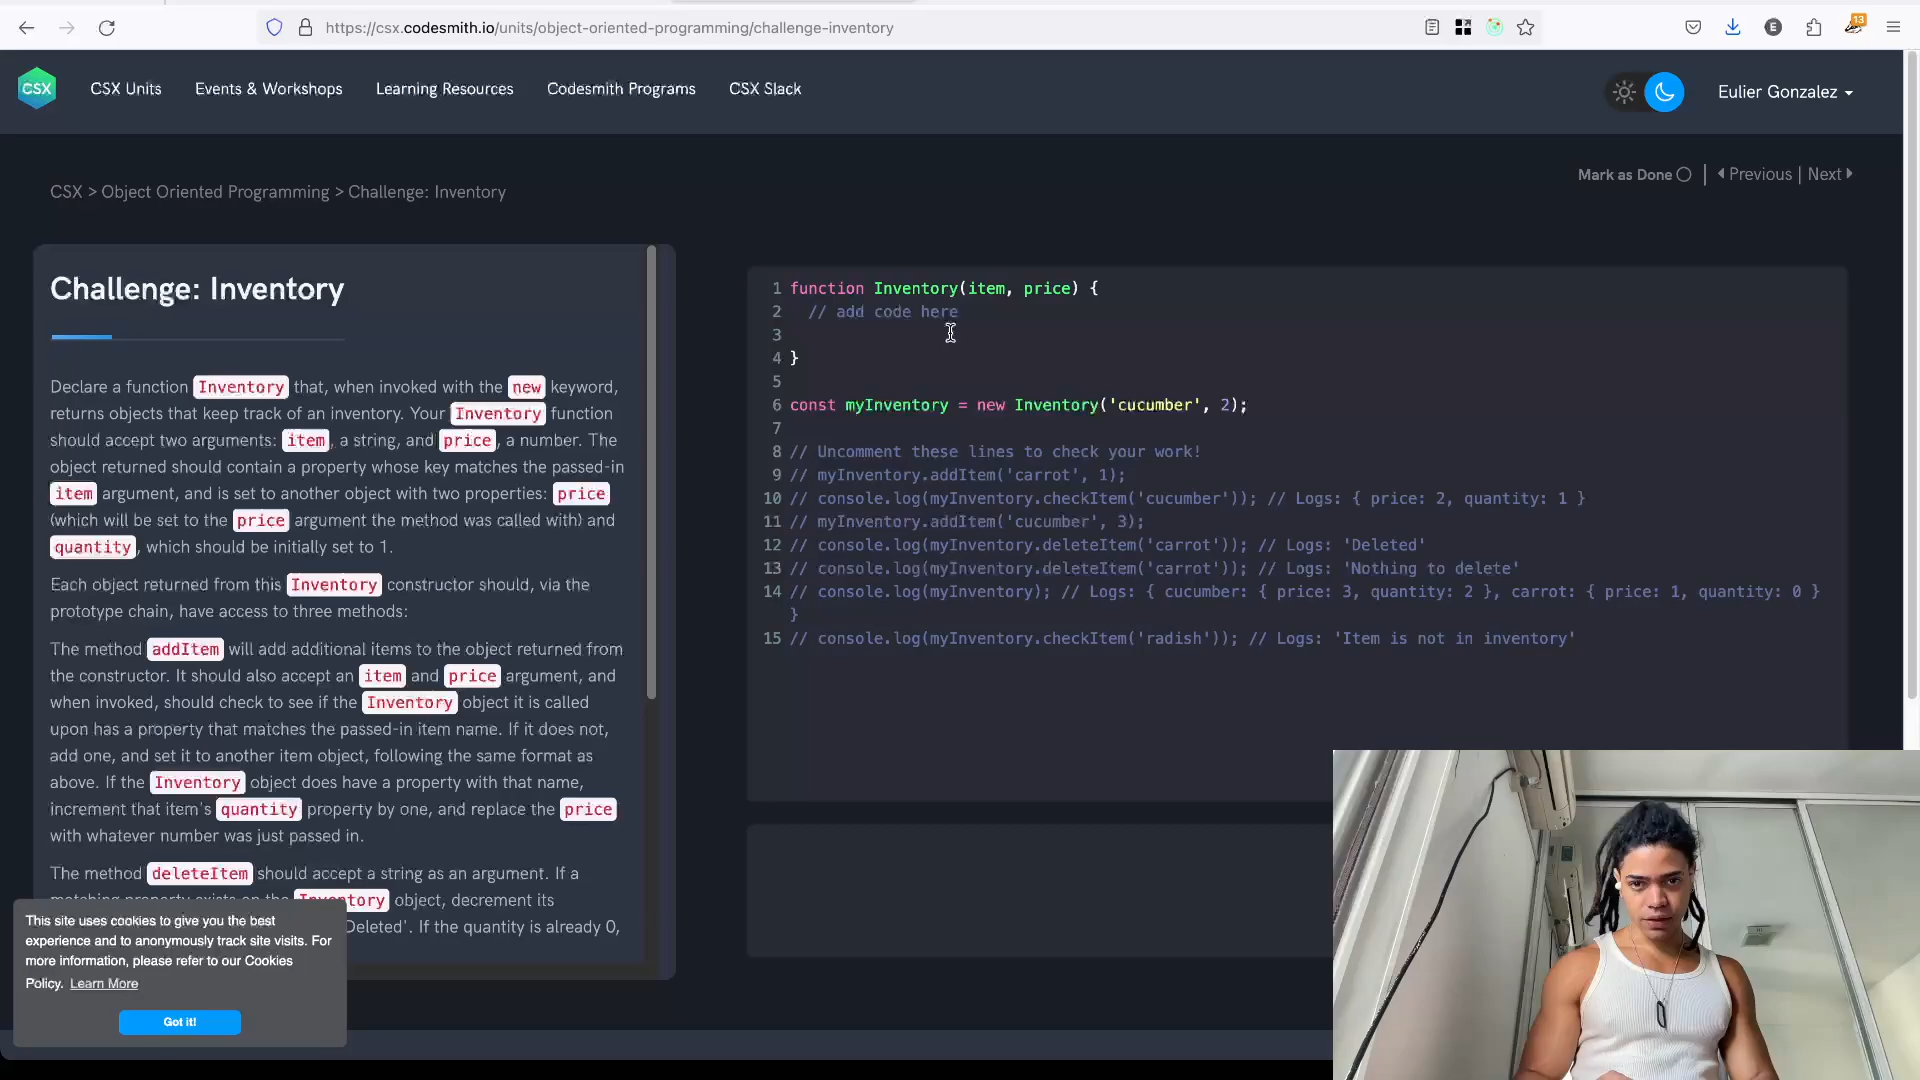 https://csx.codesmith.io/units/object-oriented-programming/challenge-inventory
13
CSX
CSX Units
Events & Workshops
Learning Resources
Codesmith Programs
CSX Slack
Eulier Gonzalez
CSX > Object Oriented Programming > Challenge: Inventory
Mark as Done
Previous | Next
Challenge: Inventory
Declare a function Inventory that, when invoked with the new keyword,
returns objects that keep track of an inventory. Your Inventory function
should accept two arguments: item, a string, and price, a number. The
object returned should contain a property whose key matches the passed-in
item argument, and is set to another object with two properties: price
(which will be set to the price argument the method was called with) and
quantity, which should be initially set to 1.
Each object returned from this Inventory constructor should, via the
prototype chain, have access to three methods:
The method addItem will add additional items to the object returned from
the constructor. It should also accept an item and price argument, and
when invoked, should check to see if the Inventory object it is called
upon has a property that matches the passed-in item name. If it does not,
add one, and set it to another item object, following the same format as
above. If the Inventory object does have a property with that name,
increment that item's quantity property by one, and replace the price
with whatever number was just passed in.
The method deleteItem should accept a string as an argument. If a
Inventory object, decrement its
Deleted'. If the quantity is already 0,
This site uses cookies to give you the best
experience and to anonymously track site visits. For
more information, please refer to our Cookies
Policy. Learn More
Got it!
1 function Inventory(item, price) {
2 // add code here
3
4 }
5
6 const myInventory = new Inventory('cucumber', 2);
7
8 // Uncomment these lines to check your work!
9 // myInventory.addItem('carrot', 1);
10 // console.log(myInventory.checkItem('cucumber')); // Logs: { price: 2, quantity: 1 }
11 // myInventory.addItem('cucumber', 3);
12 // console.log(myInventory.deleteItem('carrot')); // Logs: 'Deleted'
13 // console.log(myInventory.deleteItem('carrot')); // Logs: 'Nothing to delete'
14 // console.log(myInventory); // Logs: { cucumber: { price: 3, quantity: 2 }, carrot: { price: 1, quantity: 0 }
}
15 // console.log(myInventory.checkItem('radish')); // Logs: 'Item is not in inventory'